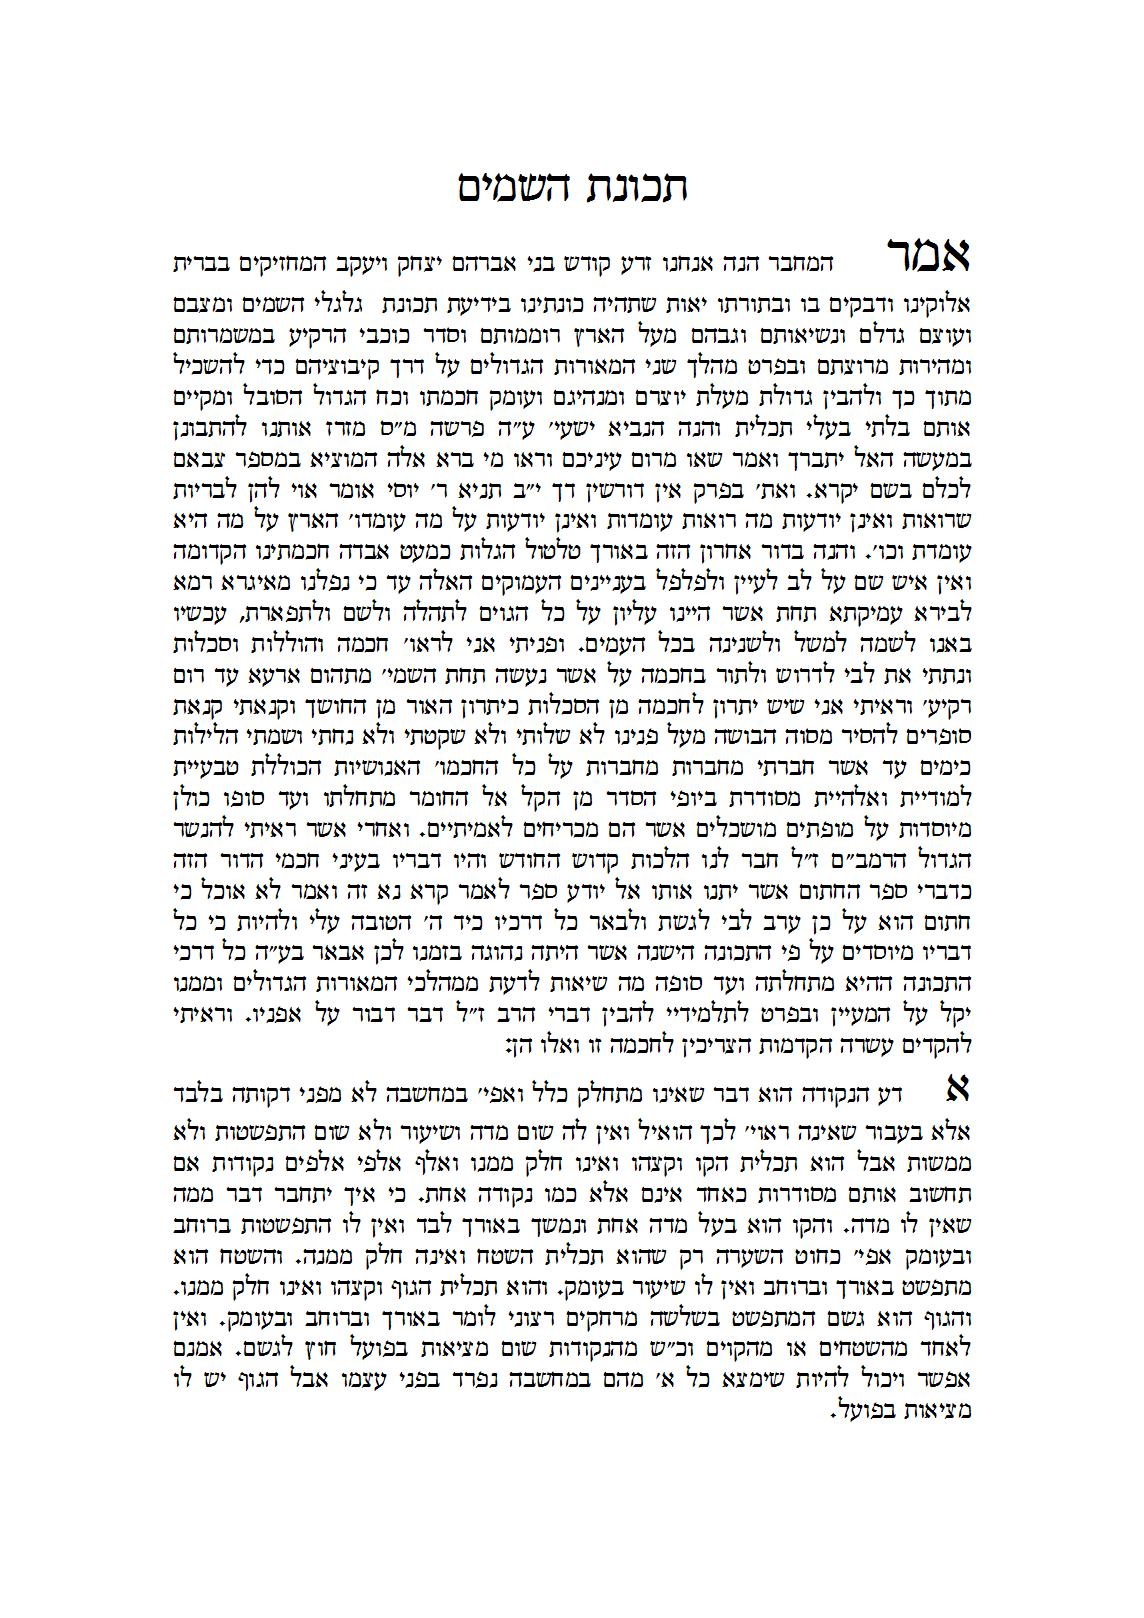 תכונת השמים
אמר המחבר הנה אנחנו זרע קודש בני אברהם יצחק ויעקב המחזיקים בברית
אלוקינו ודבקים בו ובתורתו יאות שתהיה כונתינו בידיעת תכונת גלגלי השמים ומצבם
ועוצם גדלם ונשיאותם וגבהם מעל הארץ רוממותם וסדר כוכבי הרקיע במשמרותם
ומהירות מרוצתם ובפרט מהלך שני המאורות הגדולים על דרך קיבוציהם כדי להשכיל
מתוך כך ולהבין גדולת מעלת יוצרם ומנהיגם ועומק חכמתו וכח הגדול הסובל ומקיים
אותם בלתי בעלי תכלית והנה הנביא ישעי׳ ע״ה פרשה מ״ס מזרז אותנו להתבונן
במעשה האל יתברך ואמר שאו מרום עיניכם וראו מי ברא אלה המוציא במספר צבאם
לכלם בשם יקרא. ואת׳ בפרק אין דורשין דך י״ב תניא ר׳ יוסי אומר אוי להן לבריות
שרואות ואינן יודעות מה רואות עומדות ואינן יודעות על מה עומדו׳ הארץ על מה היא
עומדת וכו׳. והנה בדור אחרון הזה באורך טלטול הגלות כמעט אבדה חכמתינו הקדומה
ואין איש שם על לב לעיין ולפלפל בעניינים העמוקים האלה עד כי נפלנו מאיגרא רמא
לבירא עמיקתא תחת אשר היינו עליון על כל הגוים לתהלה ולשם ולתפארת, עכשיו
באנו לשמה למשל ולשנינה בכל העמים. ופניתי אני לראו׳ חכמה והוללות וסכלות
ונתתי את לבי לדרוש ולתור בחכמה על אשר נעשה תחת השמי׳ מתהום ארעא עד רום
רקיע׳ וראיתי אני שיש יתרון לחכמה מן הסכלות כיתרון האור מן החושך וקנאתי קנאת
סופרים להסיר מסוה הבושה מעל פנינו לא שלותי ולא שקטתי ולא נחתי ושמתי הלילות
כימים עד אשר חברתי מחברות מחברות על כל החכמו׳ האנושיות הכוללת טבעיית
למודיית ואלהיית מסודרת ביופי הסדר מן הקל אל החומר מתחלתו ועד סופו כולן
מיוסדות על מופתים מושכלים אשר הם מכריחים לאמיתיים. ואחרי אשר ראיתי להנשר
הגדול הרמב״ם ז״ל חבר לנו הלכות קדוש החודש והיו דבריו בעיני חכמי הדור הזה
כדברי ספר החתום אשר יתנו אותו אל יודע ספר לאמר קרא נא זה ואמר לא אוכל כי
חתום הוא על כן ערב לבי לגשת ולבאר כל דרכיו כיד ה׳ הטובה עלי ולהיות כי כל
דבריו מיוסדים על פי התכונה הישנה אשר היתה נהוגה בזמנו לכן אבאר בע״ה כל דרכי
התכונה ההיא מתחלתה ועד סופה מה שיאות לדעת ממהלכי המאורות הגדולים וממנו
יקל על המעיין ובפרט לתלמידיי להבין דברי הרב ז״ל דבר דבור על אפניו. וראיתי
להקדים עשרה הקדמות הצריכין לחכמה זו ואלו הן:
א דע הנקודה הוא דבר שאינו מתחלק כלל ואפי׳ במחשבה לא מפני דקותה בלבד
אלא בעבור שאינה ראוי׳ לכך הואיל ואין לה שום מדה ושיעור ולא שום התפשטות ולא
ממשות אבל הוא תכלית הקו וקצהו ואינו חלק ממנו ואלף אלפי אלפים נקודות אם
תחשוב אותם מסודרות כאחד אינם אלא כמו נקודה אחת. כי איך יתחבר דבר ממה
שאין לו מדה. והקו הוא בעל מדה אחת ונמשך באורך לבד ואין לו התפשטות ברוחב
ובעומק אפי׳ כחוט השערה רק שהוא תכלית השטח ואינה חלק ממנה. והשטח הוא
מתפשט באורך וברוחב ואין לו שיעור בעומק. והוא תכלית הגוף וקצהו ואינו חלק ממנו.
והגוף הוא גשם המתפשט בשלשה מרחקים רצוני לומר באורך וברוחב ובעומק. ואין
לאחד מהשטחים או מהקוים וכ״ש מהנקודות שום מציאות בפועל חוץ לגשם. אמנם
אפשר ויכול להיות שימצא כל א׳ מהם במחשבה נפרד בפני עצמו אבל הגוף יש לו
מציאות בפועל.